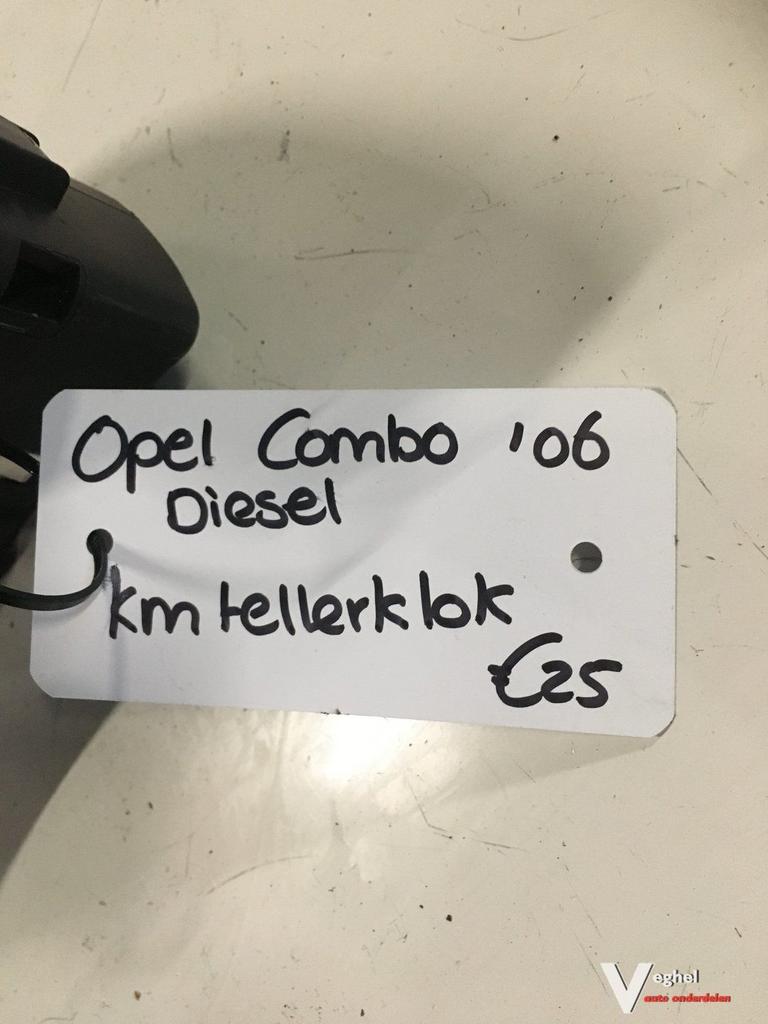 Opel Combo '06
Diesel
km tellerklok
€25
Veghel
auto onderdelen